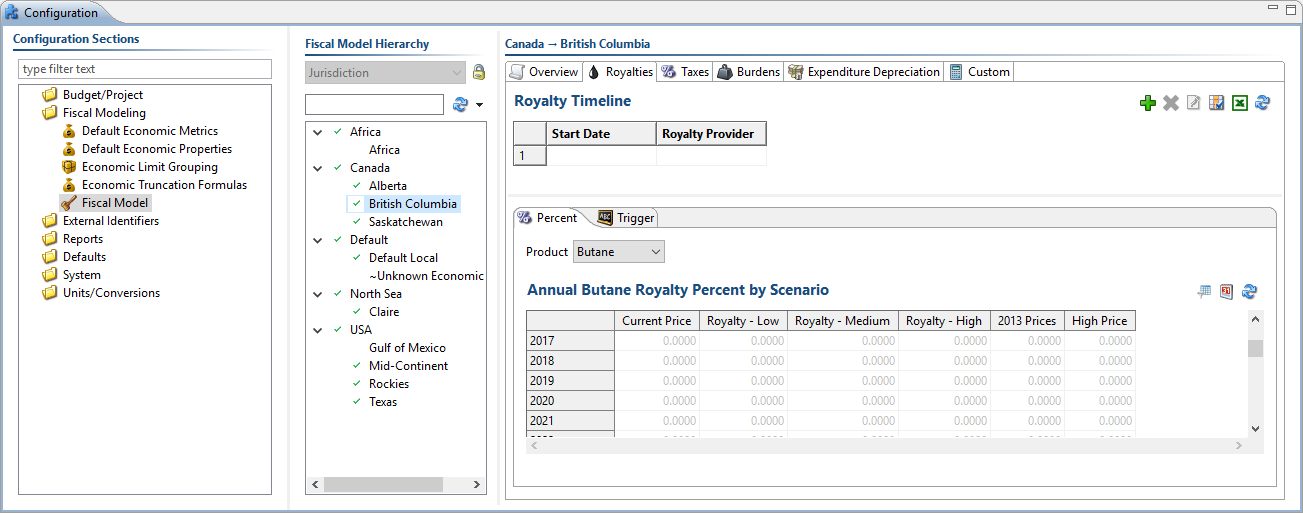 Configuration
Configuration Sections
type filter text
Budget/Project
Fiscal Modeling
Default Economic Metrics
Default Economic Properties
Economic Limit Grouping
Economic Truncation Formulas
Fiscal Model
External Identifiers
Reports
Defaults
System
Units/Conversions
Fiscal Model Hierarchy
Jurisdiction
Africa
Africa
Canada
Alberta
British Columbia
Saskatchewan
Default
Default Local
~Unknown Economic
North Sea
Claire
USA
Gulf of Mexico
Mid-Continent
Rockies
Texas
Canada → British Columbia
Overview Royalties Taxes Burdens Expenditure Depreciation Custom
Royalty Timeline
Start Date Royalty Provider
1
Percent Trigger
Product Butane
Annual Butane Royalty Percent by Scenario
Current Price Royalty - Low Royalty - Medium Royalty - High 2013 Prices High Price
2017 0.0000 0.0000 0.0000 0.0000 0.0000 0.0000
2018 0.0000 0.0000 0.0000 0.0000 0.0000 0.0000
2019 0.0000 0.0000 0.0000 0.0000 0.0000 0.0000
2020 0.0000 0.0000 0.0000 0.0000 0.0000 0.0000
2021 0.0000 0.0000 0.0000 0.0000 0.0000 0.0000